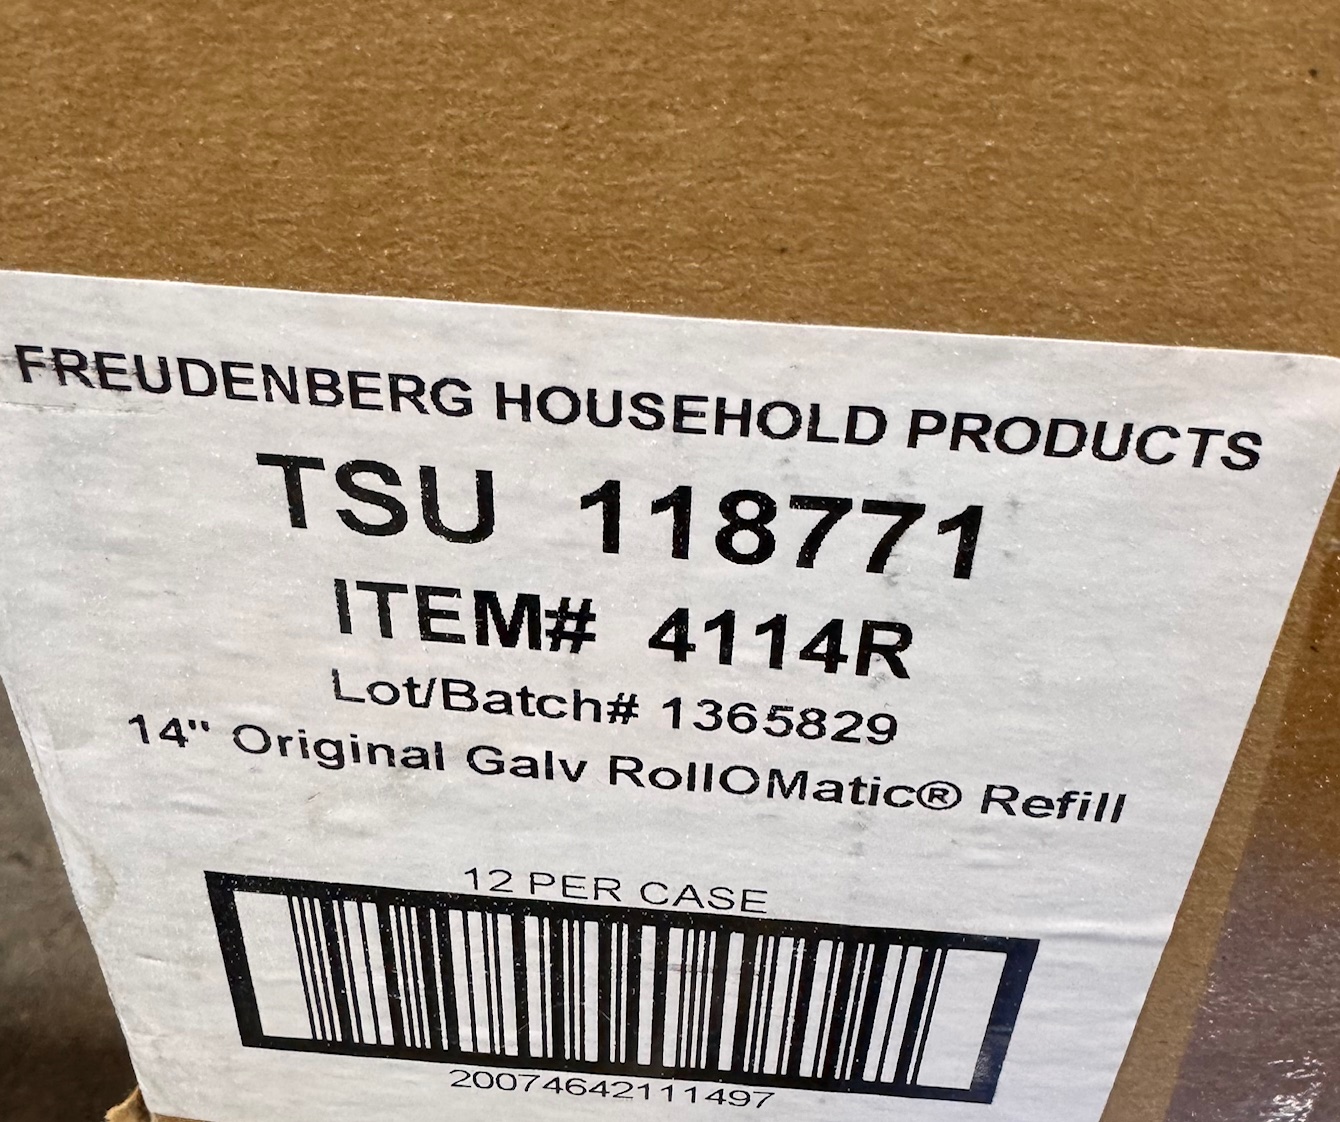 FREUDENBERG HOUSEHOLD PRODUCTS
TSU 118771
ITEM# 4114R
Lot/Batch# 1365829
14" Original Galv RollOMatic® Refill
12 PER CASE
20074642111497